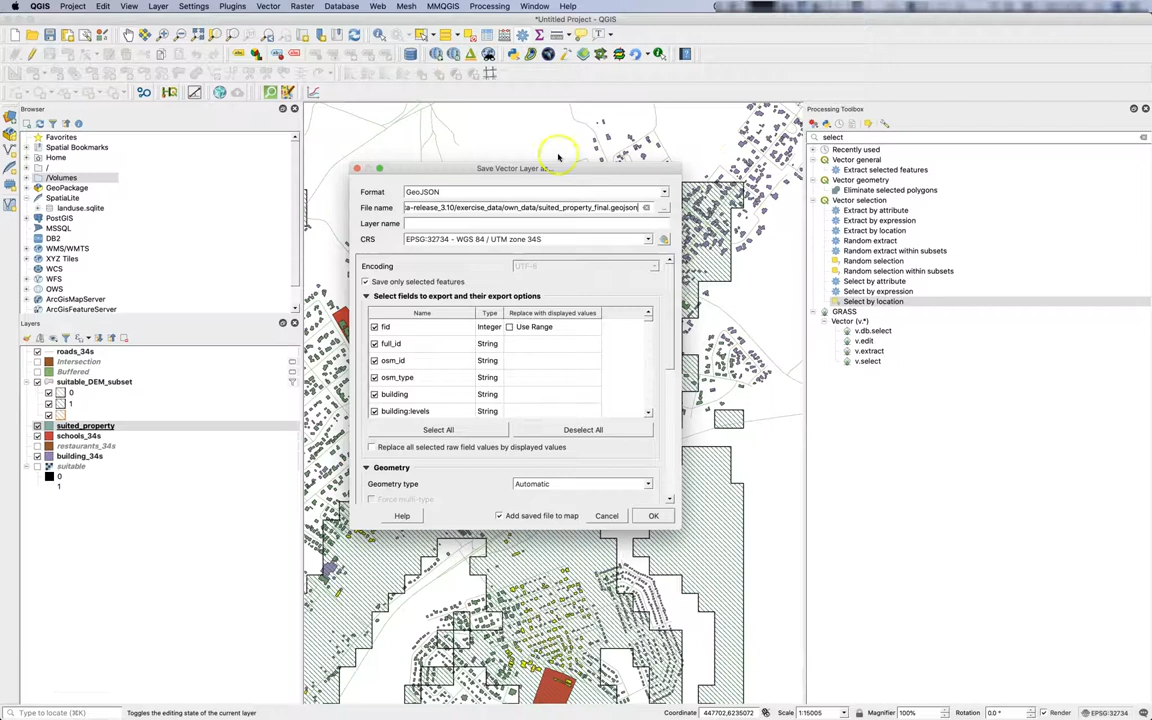 QGIS Project Edit View Layer Settings Plugins Vector Raster Database Web Mesh MMQGIS Processing Window Help
*Untitled Project - QGIS
Browser
Processing Toolbox
Favorites
Spatial Bookmarks
Home
/
/Volumes
GeoPackage
SpatiaLite
landuse.sqlite
PostGIS
MSSQL
DB2
WMS/WMTS
XYZ Tiles
WCS
WFS
OWS
ArcGisMapServer
ArcGisFeatureServer
Layers
roads_34s
Intersection
Buffered
suitable_DEM_subset
0
1
suited_property
schools_34s
restaurants_34s
building_34s
suitable
0
1
Save Vector Layer as...
Format GeoJSON
File name a-release_3.10/exercise_data/own_data/suited_property_final.geojson
Layer name
CRS EPSG:32734 - WGS 84 / UTM zone 34S
Encoding UTF-8
Save only selected features
Select fields to export and their export options
Name Type Replace with displayed values
fid Integer Use Range
full_id String
osm_id String
osm_type String
building String
building:levels String
Select All Deselect All
Replace all selected raw field values by displayed values
Geometry
Geometry type Automatic
Force multi-type
Help Add saved file to map Cancel OK
select
Recently used
Vector general
Extract selected features
Vector geometry
Eliminate selected polygons
Vector selection
Extract by attribute
Extract by expression
Extract by location
Random extract
Random extract within subsets
Random selection
Random selection within subsets
Select by attribute
Select by expression
Select by location
GRASS
Vector (v.*)
v.db.select
v.edit
v.extract
v.select
Type to locate (⌘K) Toggles the editing state of the current layer Coordinate 447702,6235072 Scale 1:15005 Magnifier 100% Rotation 0.0 ° Render EPSG:32734